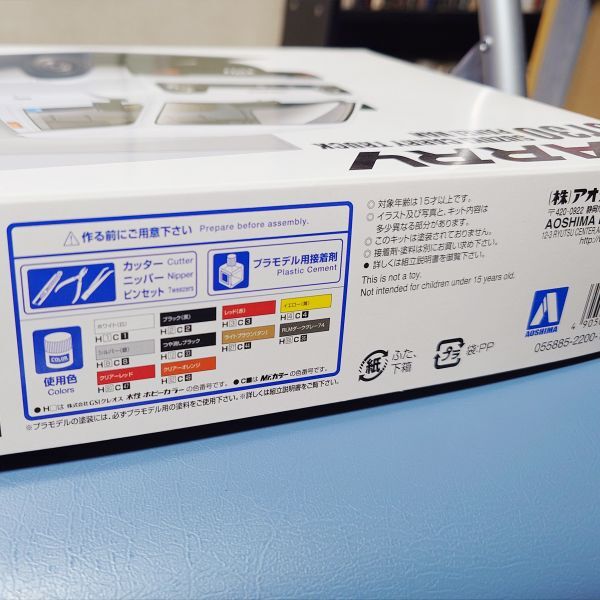 ARRY
⚠作る前にご用意下さい Prepare before assembly.
カッター Cutter
ニッパー Nipper
ピンセット Tweezers
プラモデル用接着剤
Plastic Cement
COLOR
使用色
Colors
ホワイト(白)
H①C①
ブラック(黒)
H②C②
レッド(赤)
H③C③
イエロー(黄)
H④C④
シルバー(銀)
H⑧C⑧
つや消しブラック
ライトブラウン(タン)
RLMダークグレー74
クリアーレッド
クリアーオレンジ
●H□は 株式会社GSIクレオス 水性ホビーカラーの色番号です。 ●C■は Mr.カラーの色番号です。
※プラモデルの塗装には、必ずプラモデル用の塗料をご使用下さい。※詳しくは組立説明書をご覧下さい。
◎対象年齢は15才以上です。
◎イラスト及び写真と、キット内容は
多少異なる部分があります。
◎このキットは塗装されておりません。
◎接着剤・塗料は別にお買い求め下さい。
●詳しくは組立説明書を御覧下さい。
This is not a toy.
Not intended for children under 15 years old.
紙
ふた、
下箱
プラ
袋:PP
(株)アオ
〒420-0922 静岡
AOSHIMA
AOSHIMA
055885-2200